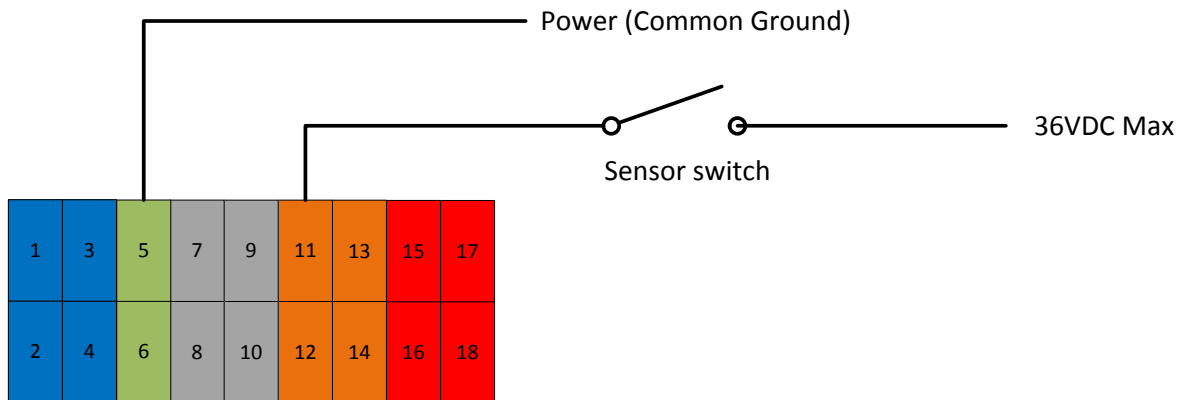 Power (Common Ground)
36VDC Max
Sensor switch
1 3 5 7 9 11 13 15 17
2 4 6 8 10 12 14 16 18